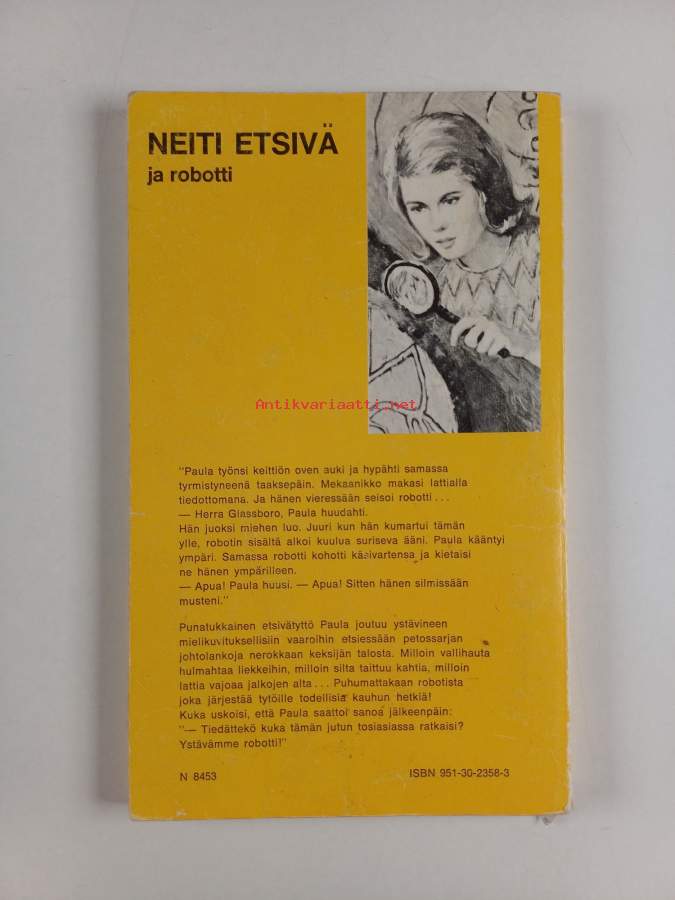 NEITI ETSIVÄ
ja robotti
Antikvariaatti.net
"Paula työnsi keittiön oven auki ja hypähti samassa
tyrmistyneenä taaksepäin. Mekaanikko makasi lattialla
tiedottomana. Ja hänen vieressään seisoi robotti...
— Herra Glassboro, Paula huudahti.
Hän juoksi miehen luo. Juuri kun hän kumartui tämän
ylle, robotin sisältä alkoi kuulua suriseva ääni. Paula kääntyi
ympäri. Samassa robotti kohotti käsivartensa ja kietaisi
ne hänen ympärilleen.
— Apua! Paula huusi. — Apua! Sitten hänen silmissään
musteni."
Punatukkainen etsivätyttö Paula joutuu ystävineen
mielikuvituksellisiin vaaroihin etsiessään petossarjan
johtolankoja nerokkaan keksijän talosta. Milloin vallihauta
hulmahtaa liekkeihin, milloin silta taittuu kahtia, milloin
lattia vajoaa jalkojen alta... Puhumattakaan robotista
joka järjestää tytöille todellisia kauhun hetkiä!
Kuka uskoisi, että Paula saattoi sanoa jälkeenpäin:
"— Tiedättekö kuka tämän jutun tosiasiassa ratkaisi?
Ystävämme robotti!"
N 8453
ISBN 951-30-2358-3